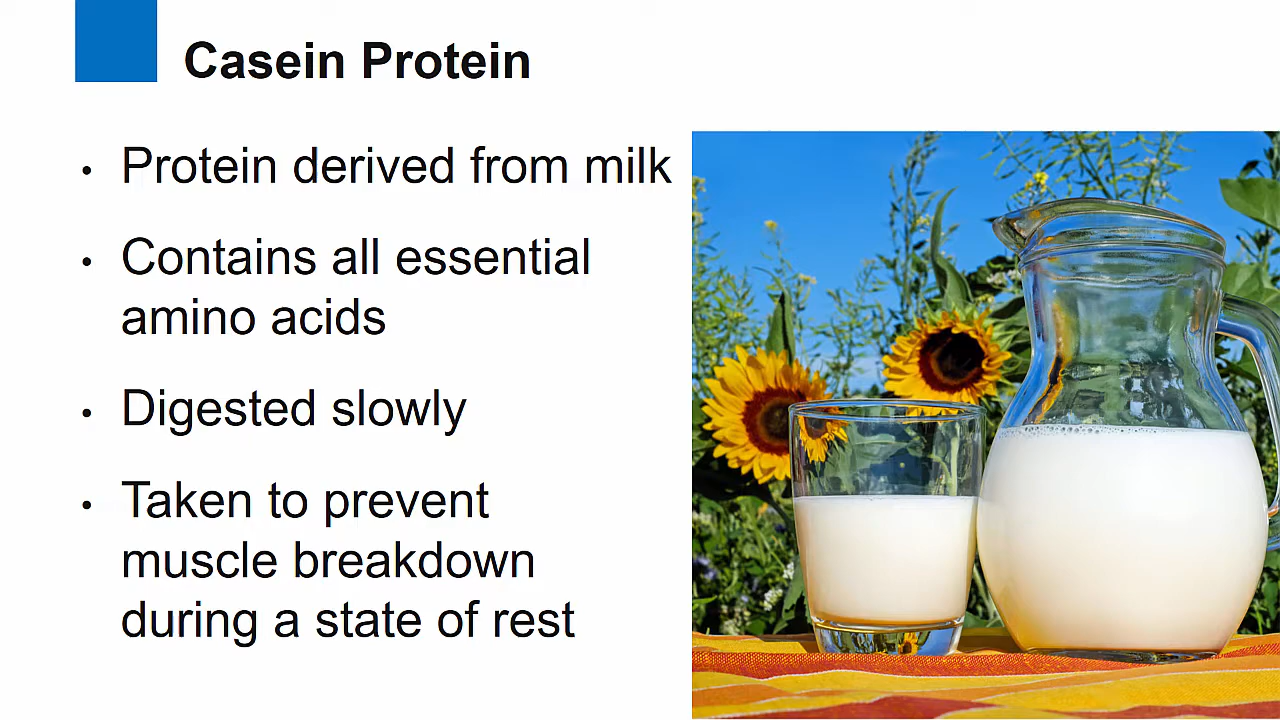 Casein Protein
• Protein derived from milk
• Contains all essential
amino acids
• Digested slowly
• Taken to prevent
muscle breakdown
during a state of rest